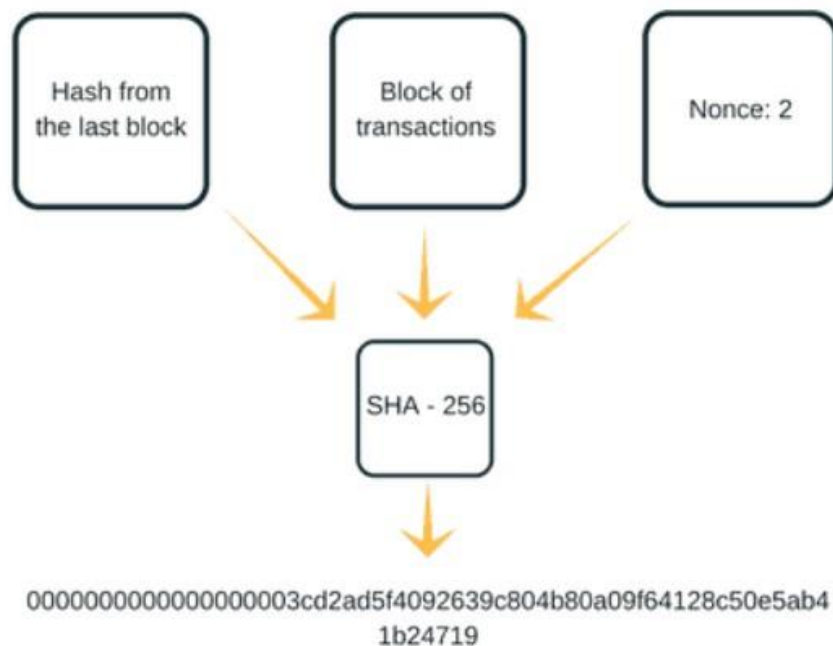 Hash from
the last block
Block of
transactions
Nonce: 2
SHA - 256
0000000000000000003cd2ad5f4092639c804b80a09f64128c50e5ab4
1b24719